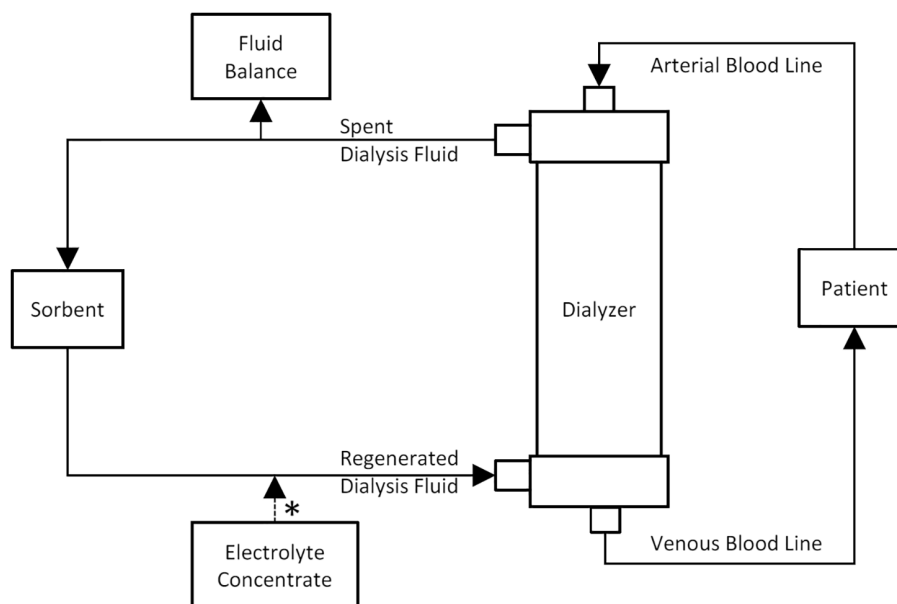 Fluid
Balance
Arterial Blood Line
Spent
Dialysis Fluid
Sorbent
Dialyzer
Patient
Regenerated
Dialysis Fluid
*
Electrolyte
Concentrate
Venous Blood Line